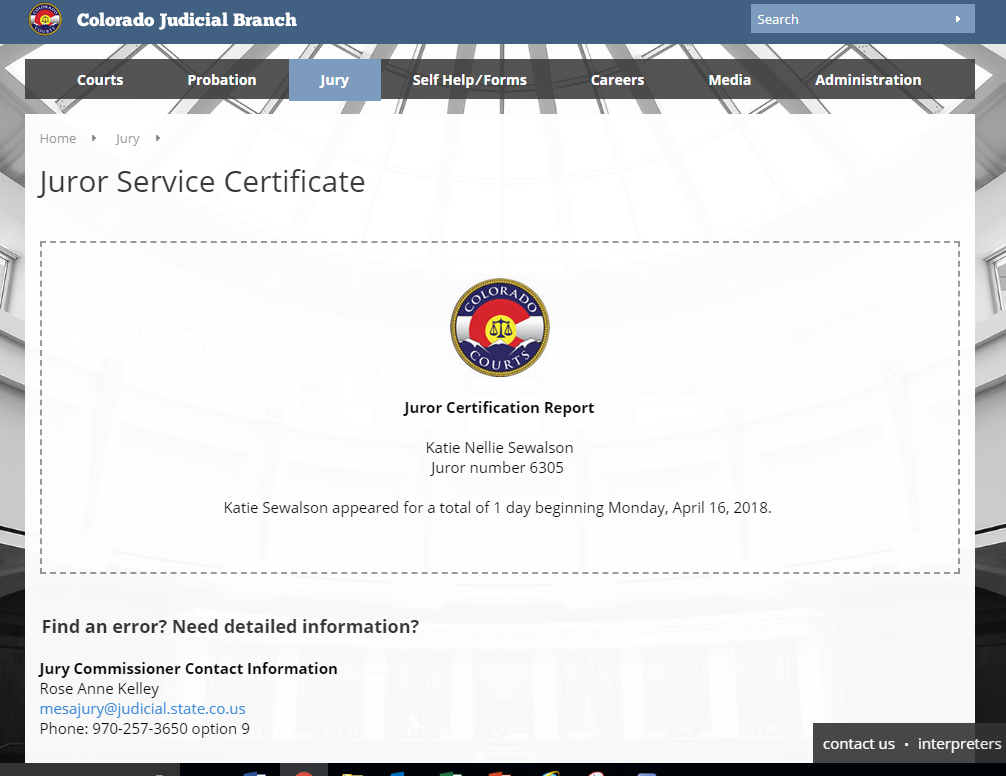 Colorado Judicial Branch
Search
Courts Probation Jury Self Help/Forms Careers Media Administration
Home Jury
Juror Service Certificate
COLORADO
COURTS
Juror Certification Report
Katie Nellie Sewalson
Juror number 6305
Katie Sewalson appeared for a total of 1 day beginning Monday, April 16, 2018.
Find an error? Need detailed information?
Jury Commissioner Contact Information
Rose Anne Kelley
mesajury@judicial.state.co.us
Phone: 970-257-3650 option 9
contact us · interpreters